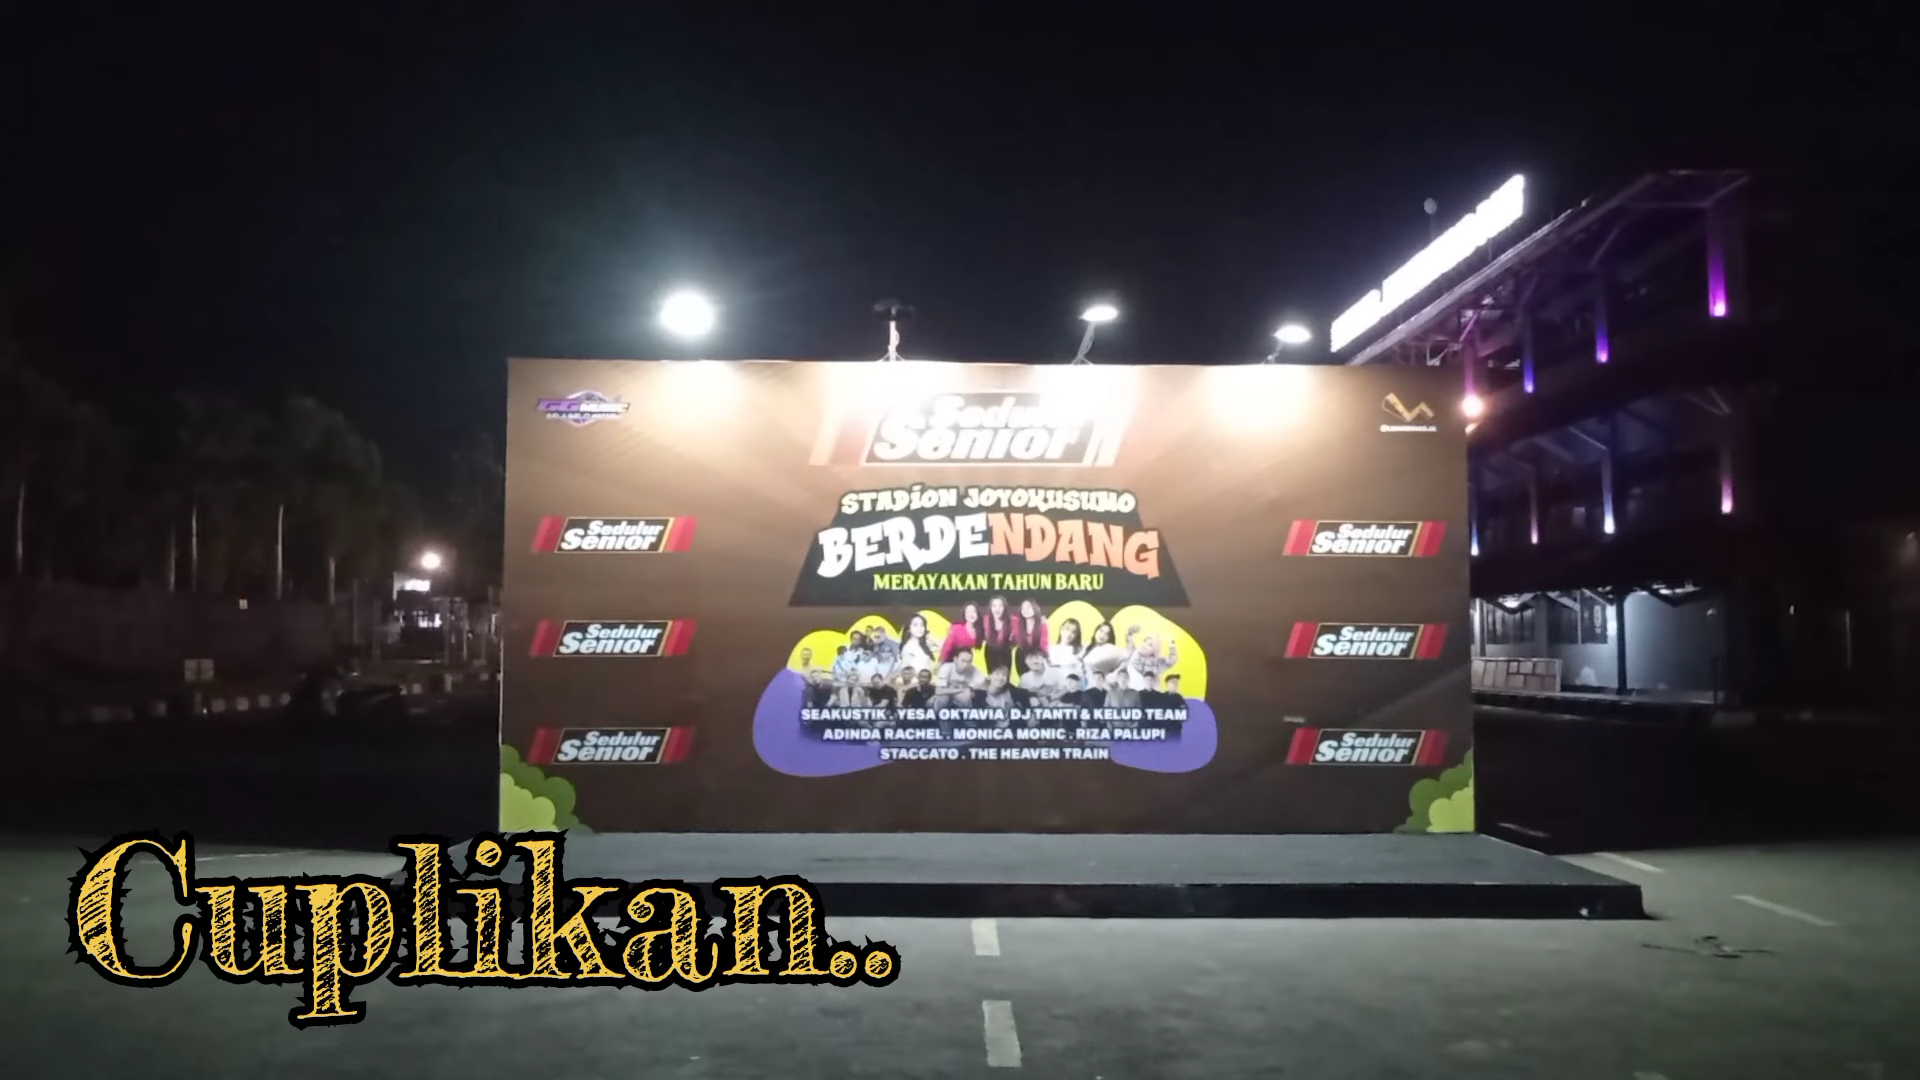 GG MUSIC
Sedulur
Senior
STADION JOYOKUSUMO
BERDENDANG
MERAYAKAN TAHUN BARU
Sedulur
Senior
Sedulur
Senior
Sedulur
Senior
Sedulur
Senior
Sedulur
Senior
Sedulur
Senior
SEAKUSTIK . YESA OKTAVIA DJ TANTI & KELUD TEAM
ADINDA RACHEL . MONICA MONIC . RIZA PALUPI
STACCATO . THE HEAVEN TRAIN
Cuplikan..